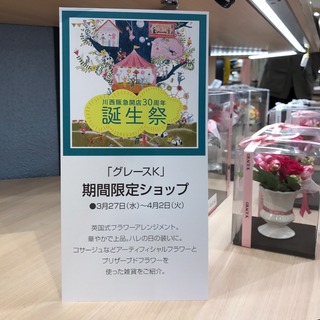 川西阪急開店30周年
誕生祭
「グレースK」
期間限定ショップ
●3月27日(水)〜4月2日(火)
英国式フラワーアレンジメント。
華やかで上品。ハレの日の装いに。
コサージュなどアーティフィシャルフラワーと
プリザーブドフラワーを
使った雑貨をご紹介。